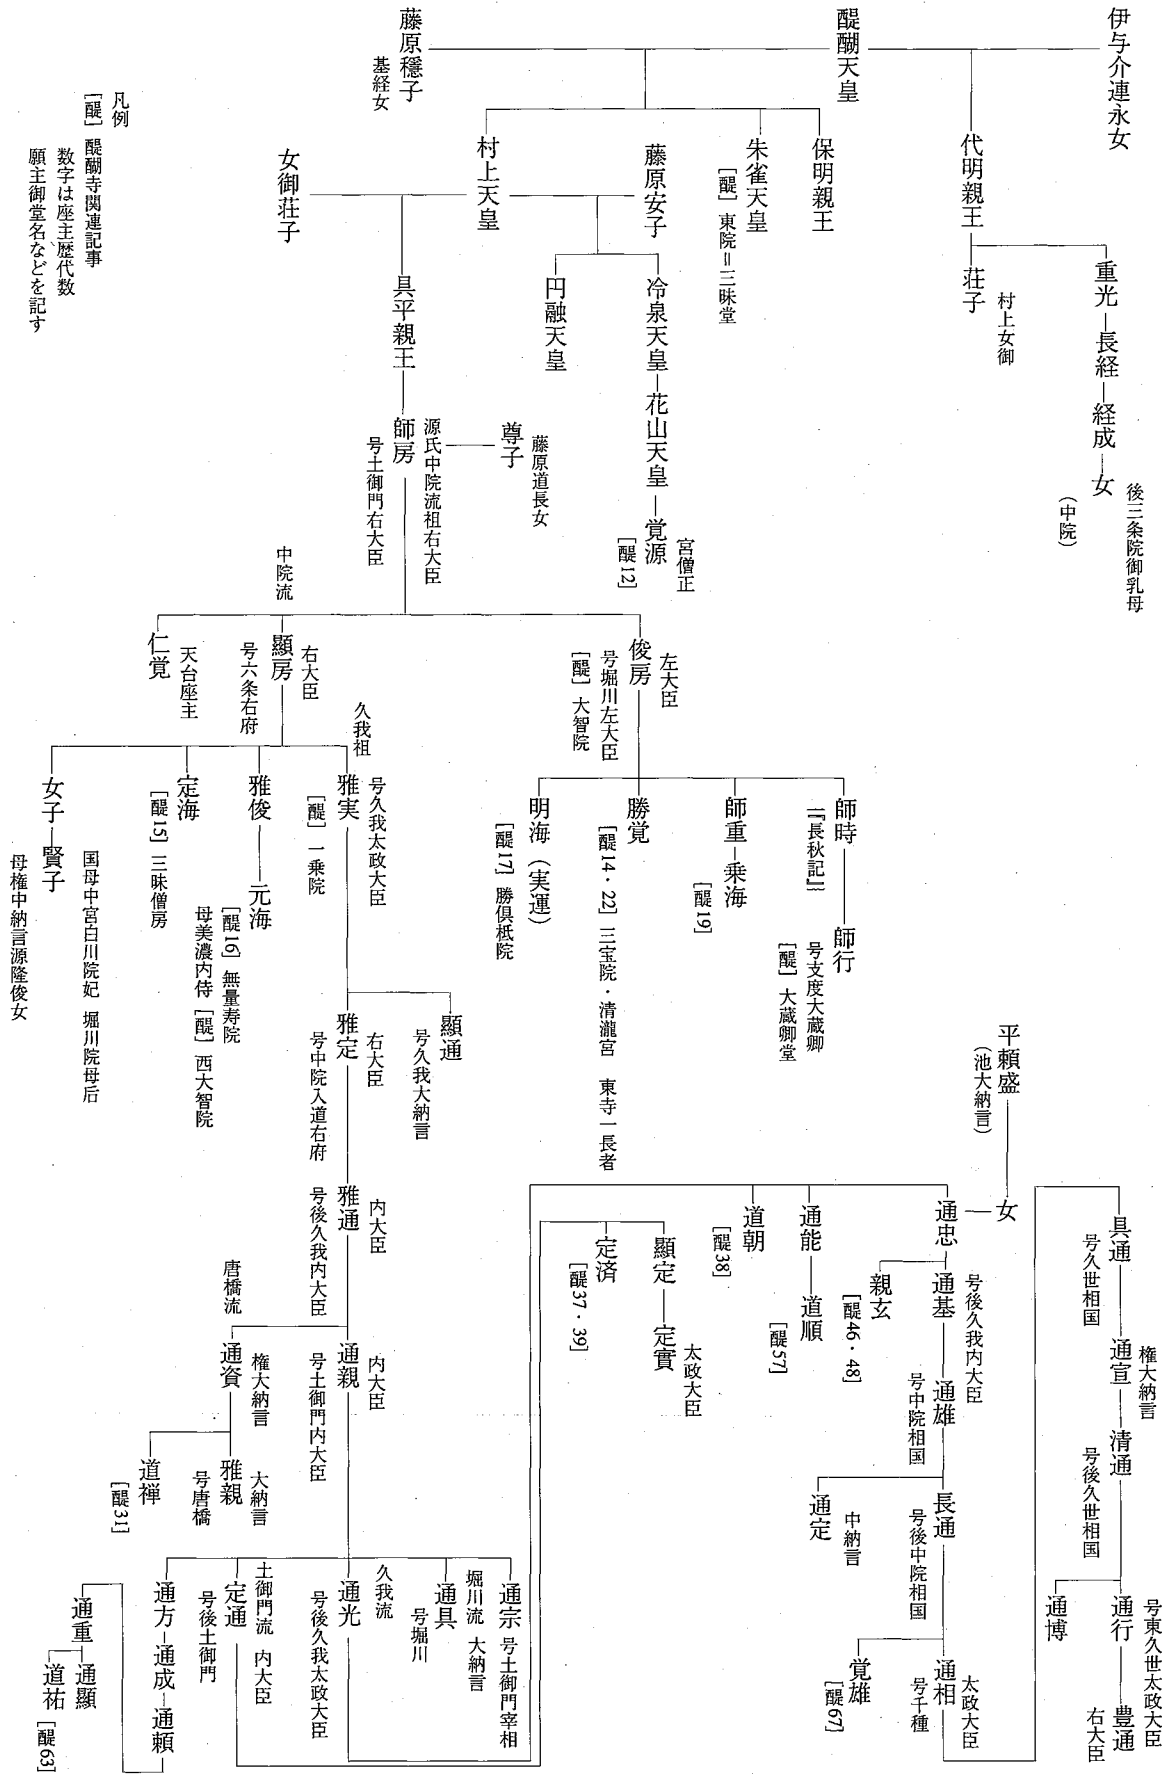 伊与介連永女
醍醐天皇
藤原穏子
基経女
代明親王
重光
長経
経成
女
(中院)
後三条院御乳母
荘子
村上女御
保明親王
朱雀天皇
[醍]東院=三昧堂
村上天皇
藤原安子
冷泉天皇
花山天皇
覚源
宮僧正
[醍12]
円融天皇
女御荘子
具平親王
師房
源氏中院流祖右大臣
号土御門右大臣
尊子
藤原道長女
凡例
[醍]醍醐寺関連記事
数字は座主歴代数
願主御堂名などを記す
俊房
左大臣
号堀川左大臣
[醍]大智院
中院流
顯房
右大臣
号六条右府
仁覚
天台座主
師時
『長秋記』
師行
号支度大蔵卿
[醍]大蔵卿堂
師重
乗海
[醍19]
勝覚
[醍14・22]三宝院・清瀧宮 東寺一長者
明海(実運)
[醍17]勝倶柢院
久我祖
雅実
号久我太政大臣
[醍]一乗院
雅俊
元海
[醍16]無量寿院
母美濃内侍[醍]西大智院
定海
[醍15]三昧僧房
女子
賢子
国母中宮白川院妃 堀川院母后
母権中納言源隆俊女
顯通
号久我大納言
雅定
右大臣
号中院入道右府
雅通
内大臣
号後久我内大臣
通親
内大臣
号土御門内大臣
唐橋流
通資
権大納言
雅親
大納言
号唐橋
道禅
[醍31]
通宗
号土御門宰相
通具
堀川流 大納言
号堀川
久我流
通光
号後久我太政大臣
定通
土御門流 内大臣
号後土御門
通方
通成
通頼
通重
通顯
道祐
[醍63]
顯定
定實
太政大臣
定済
[醍37・39]
平頼盛
(池大納言)
女
通忠
通能
道順
[醍57]
道朝
[醍38]
通基
号後久我内大臣
親玄
[醍46・48]
通雄
号中院相国
長通
号後中院相国
通定
中納言
通相
太政大臣
号千種
覚雄
[醍67]
具通
号久世相国
通宣
権大納言
清通
号後久世相国
通行
号東久世太政大臣
豊通
右大臣
通博